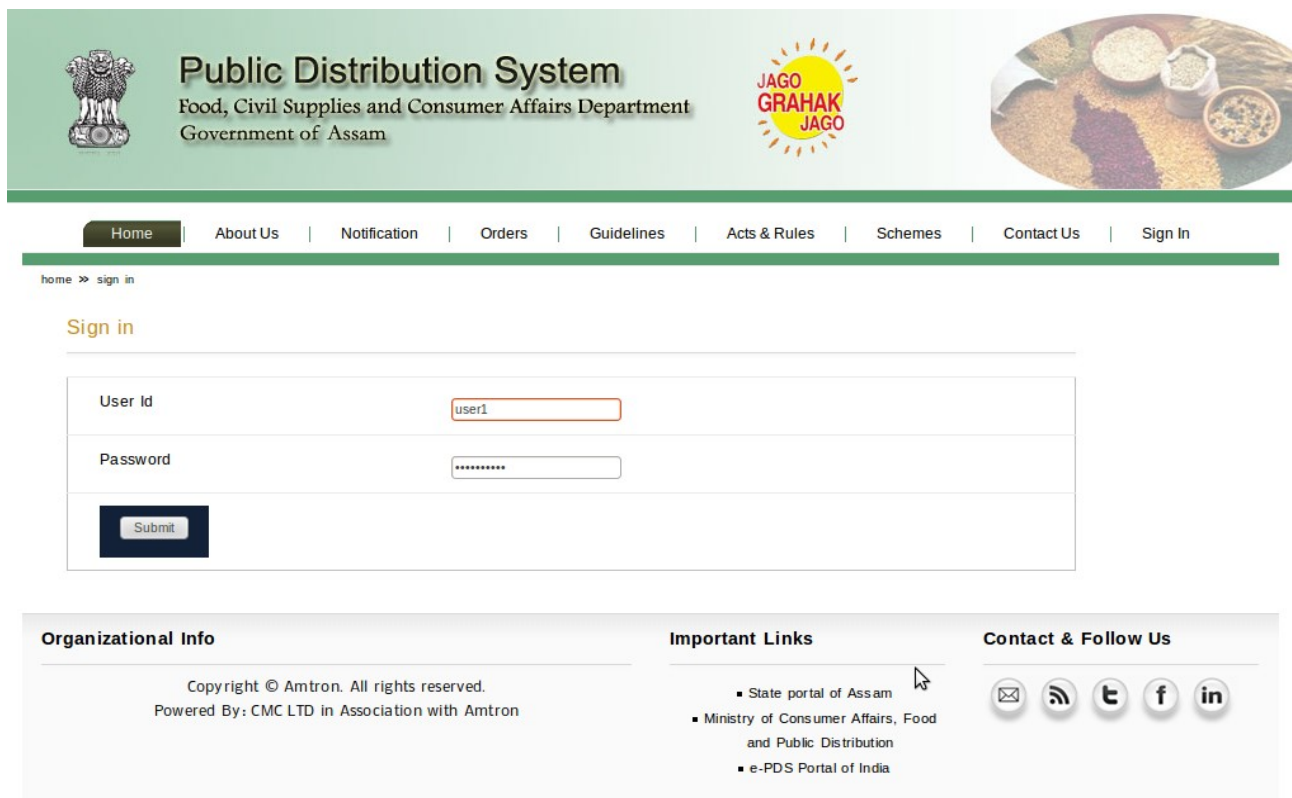 Public Distribution System
Food, Civil Supplies and Consumer Affairs Department
Government of Assam
JAGO
GRAHAK
JAGO
Home | About Us | Notification | Orders | Guidelines | Acts & Rules | Schemes | Contact Us | Sign In
home >> sign in
Sign in
User Id
user1
Password
••••••••••
Submit
Organizational Info
Copyright © Amtron. All rights reserved.
Powered By: CMC LTD in Association with Amtron
Important Links
▪ State portal of Assam
▪ Ministry of Consumer Affairs, Food
and Public Distribution
▪ e-PDS Portal of India
Contact & Follow Us